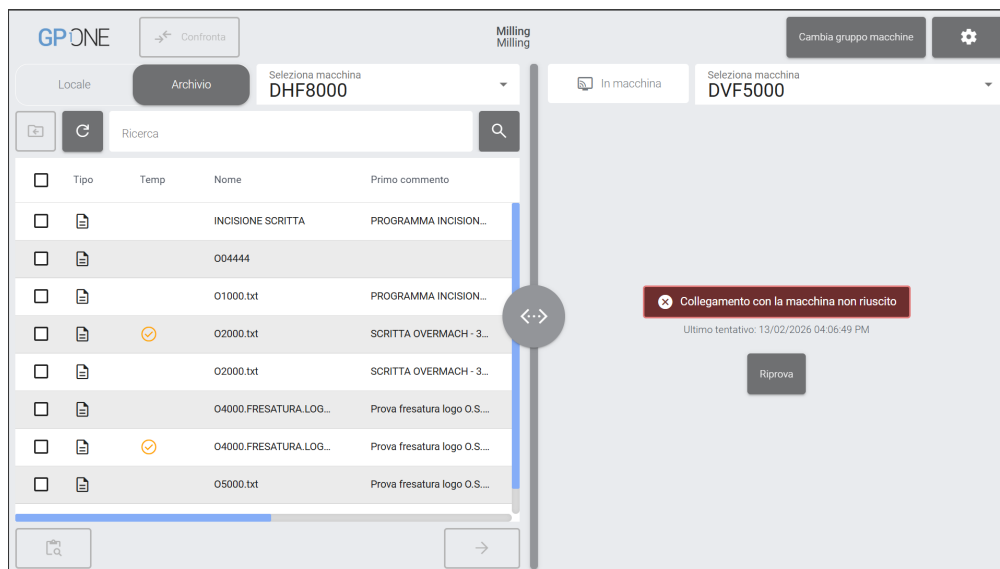 GPONE
Confronta
Milling
Milling
Cambia gruppo macchine
Locale
Archivio
Seleziona macchina
DHF8000
In macchina
Seleziona macchina
DVF5000
Ricerca
Tipo Temp Nome Primo commento
INCISIONE SCRITTA PROGRAMMA INCISION...
O04444
O1000.txt PROGRAMMA INCISION...
O2000.txt SCRITTA OVERMACH - 3...
O2000.txt SCRITTA OVERMACH - 3...
O4000.FRESATURA.LOG... Prova fresatura logo O.S....
O4000.FRESATURA.LOG... Prova fresatura logo O.S....
O5000.txt Prova fresatura logo O.S....
Collegamento con la macchina non riuscito
Ultimo tentativo: 13/02/2026 04:06:49 PM
Riprova